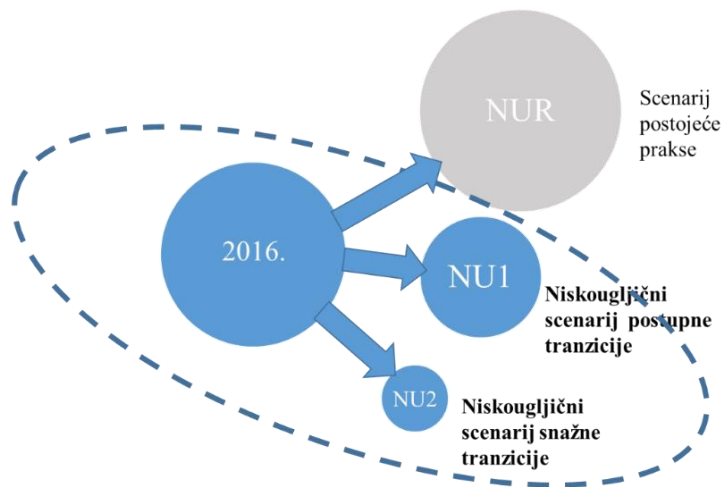 NUR
Scenarij
postojeće
prakse
2016.
NU1
Niskougljični
scenarij postupne
tranzicije
NU2
Niskougljični
scenarij snažne
tranzicije